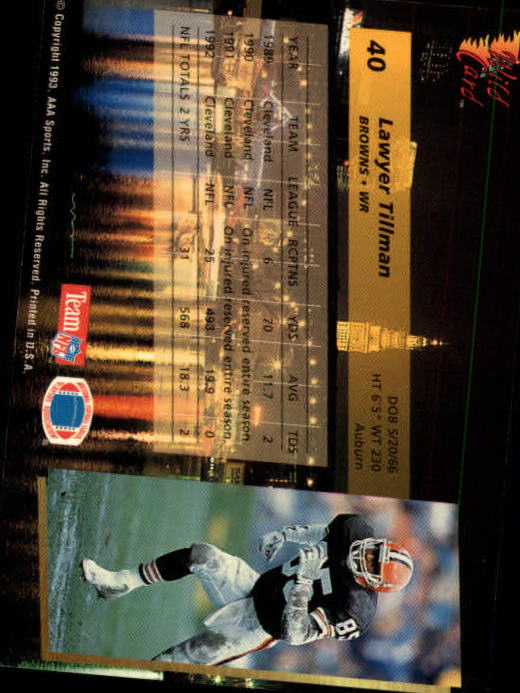 Wild Card
40
Lawyer Tillman
BROWNS • WR
DOB 5/20/66
HT 6'5" WT 230
Auburn
YEAR TEAM LEAGUE RCPTNS YDS AVG TDS
1989 Cleveland NFL 6 70 11.7 2
1990 Cleveland NFL On injured reserved entire season
1991 Cleveland NFL On injured reserved entire season
1992 Cleveland NFL 25 498 19.9 0
NFL TOTALS 2 YRS 31 568 18.3 2
Team NFL
© Copyright 1993, AAA Sports, Inc. All Rights Reserved. Printed in U.S.A.
85